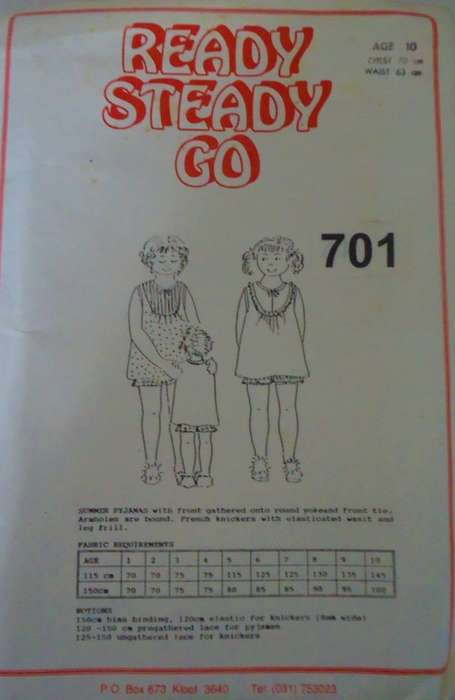 READY
STEADY
GO
AGE 10
CHEST 70 cm
WAIST 63 cm
701
SUMMER PYJAMAS with front gathered onto round yokeand front tie.
Armholes are bound. French knickers with elasticated wasit and
leg frill.
FABRIC REQUIREMENTS
AGE 1 2 3 4 5 6 7 8 9 10
115 cm 70 70 75 75 115 125 125 130 135 145
150cm 70 70 75 75 80 85 85 90 95 100
NOTIONS
150cm bias binding, 120cm elastic for knickers (8mm wide)
120 -150 cm pregathered lace for pyjamas
125-150 ungathered lace for knickers
P.O. Box 673 Kloof 3640 Tel (031) 753023